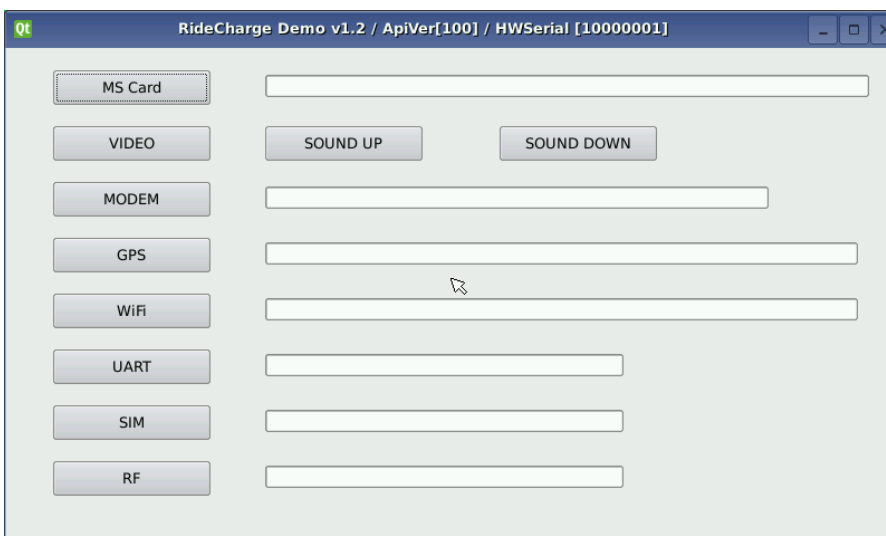 Qt RideCharge Demo v1.2 / ApiVer[100] / HWSerial [10000001]
MS Card
VIDEO SOUND UP SOUND DOWN
MODEM
GPS
WiFi
UART
SIM
RF